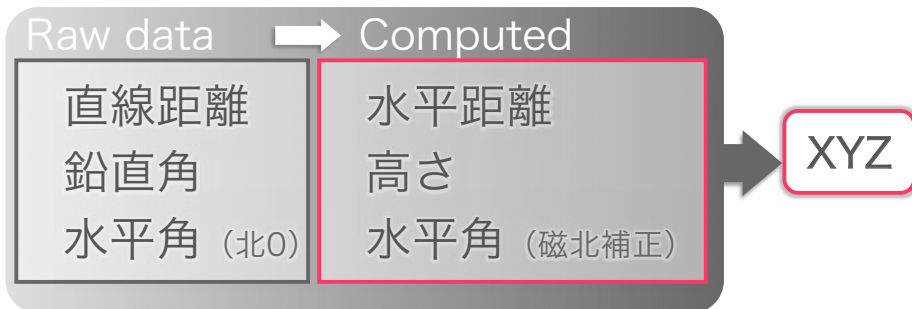 Raw data Computed
直線距離 水平距離
鉛直角 高さ
水平角（北0） 水平角（磁北補正）
XYZ